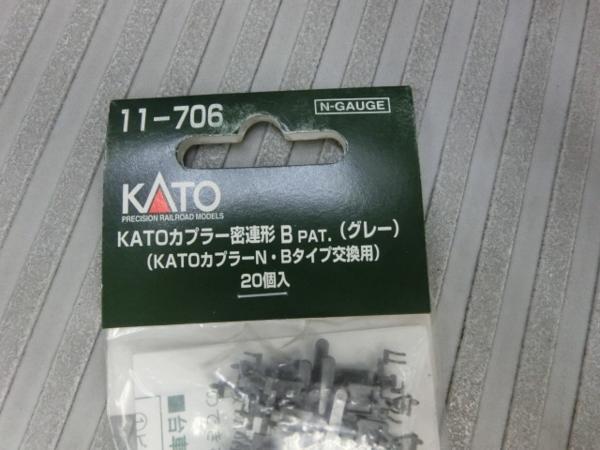 11-706
N-GAUGE
KATO
PRECISION RAILROAD MODELS
KATOカプラー密連形 B PAT.（グレー）
（KATOカプラーN・Bタイプ交換用）
20個入
■台車